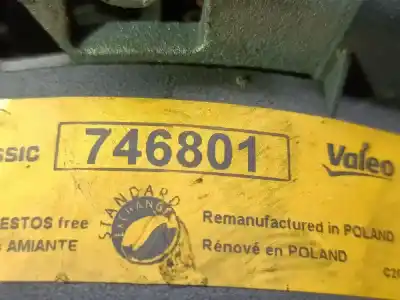 SSIC 746801 Valeo
STANDARD
EXCHANGE
ESTOS free
AMIANTE
Remanufactured in POLAND
Rénové en POLAND